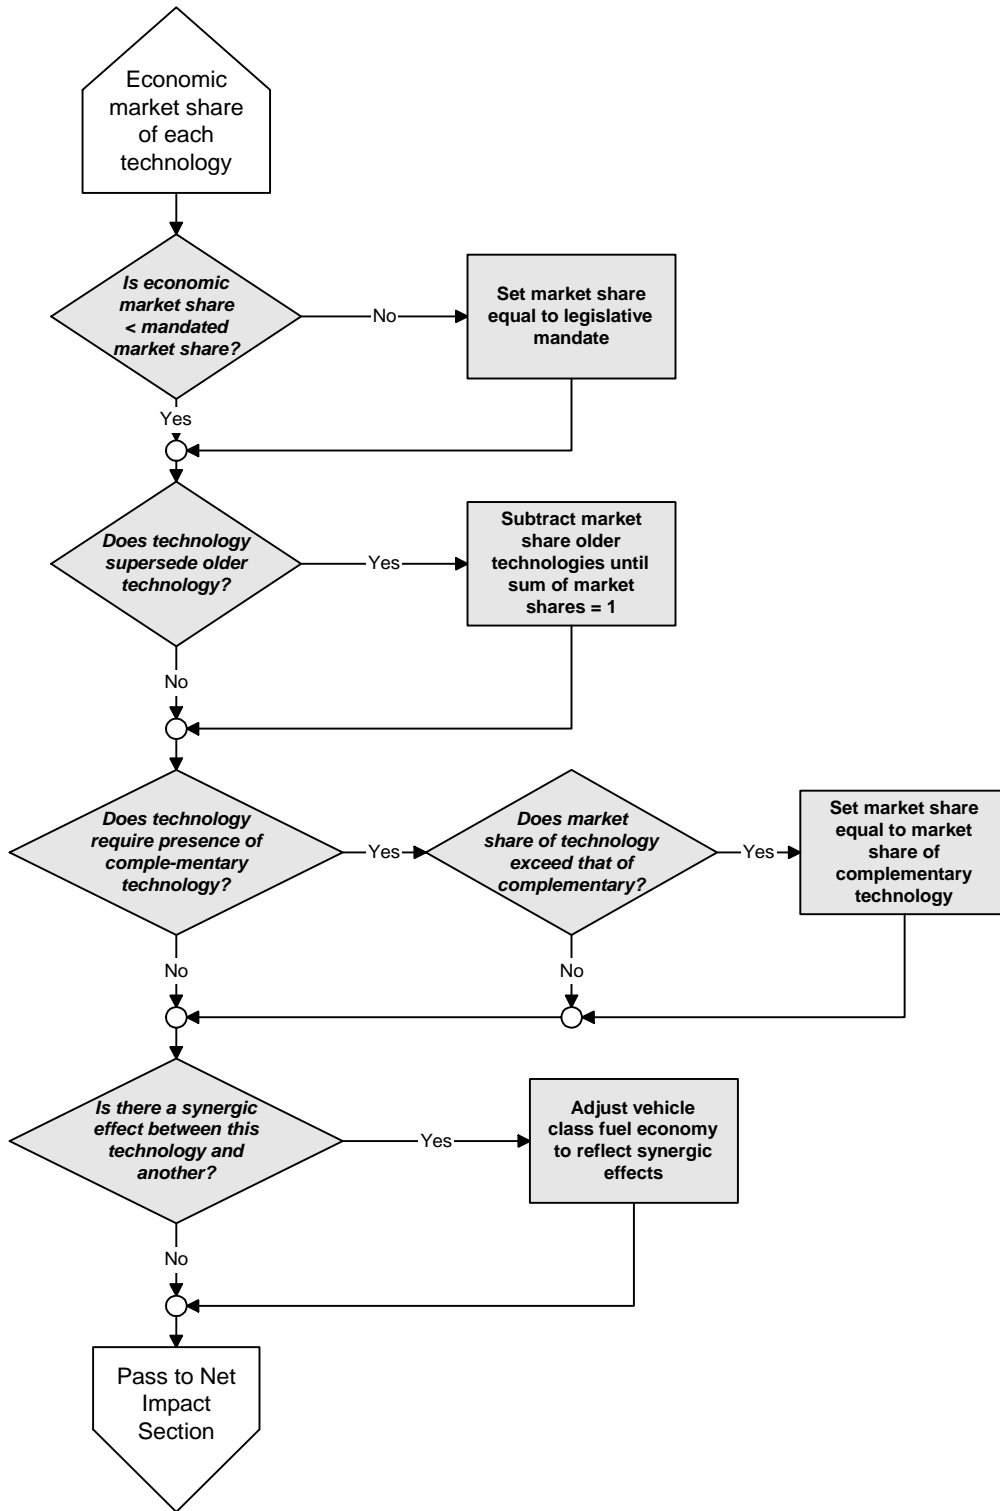 Economic
market share
of each
technology
Is economic
market share
< mandated
market share?
No
Set market share
equal to legislative
mandate
Yes
Does technology
supersede older
technology?
Yes
Subtract market
share older
technologies until
sum of market
shares = 1
No
Does technology
require presence of
comple-mentary
technology?
Yes
Does market
share of technology
exceed that of
complementary?
Yes
Set market share
equal to market
share of
complementary
technology
No
No
Is there a synergic
effect between this
technology and
another?
Yes
Adjust vehicle
class fuel economy
to reflect synergic
effects
No
Pass to Net
Impact
Section